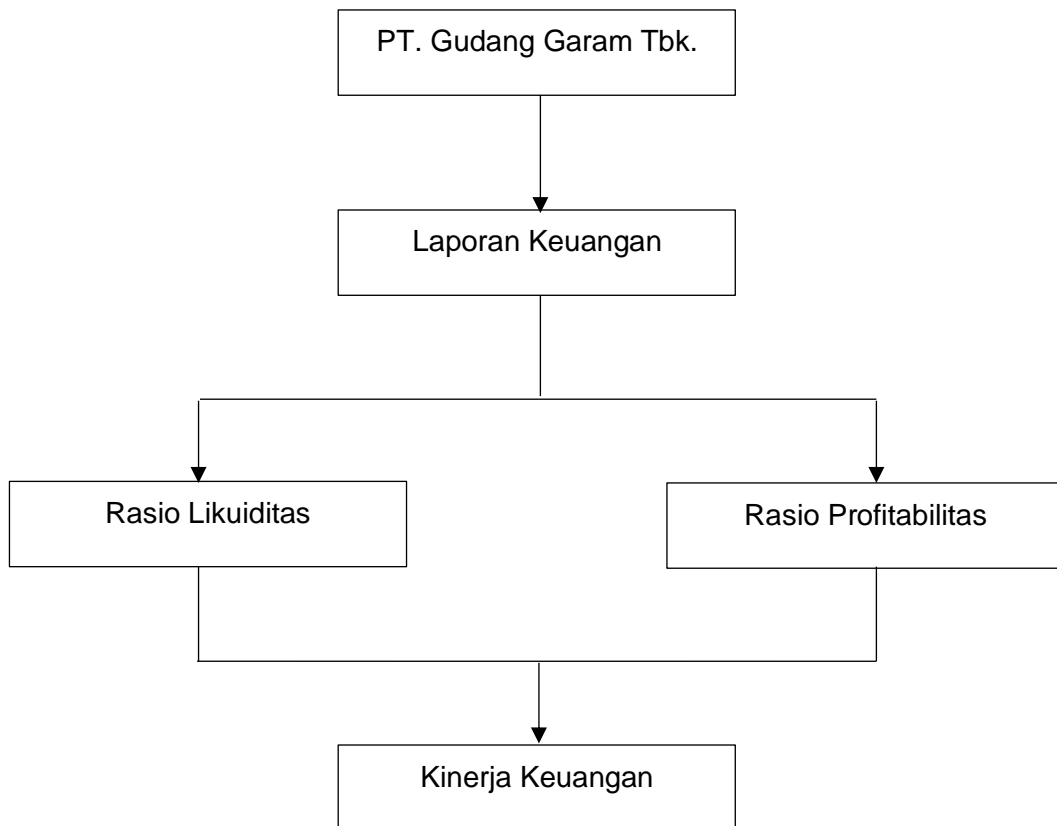 PT. Gudang Garam Tbk.
Laporan Keuangan
Rasio Likuiditas
Rasio Profitabilitas
Kinerja Keuangan